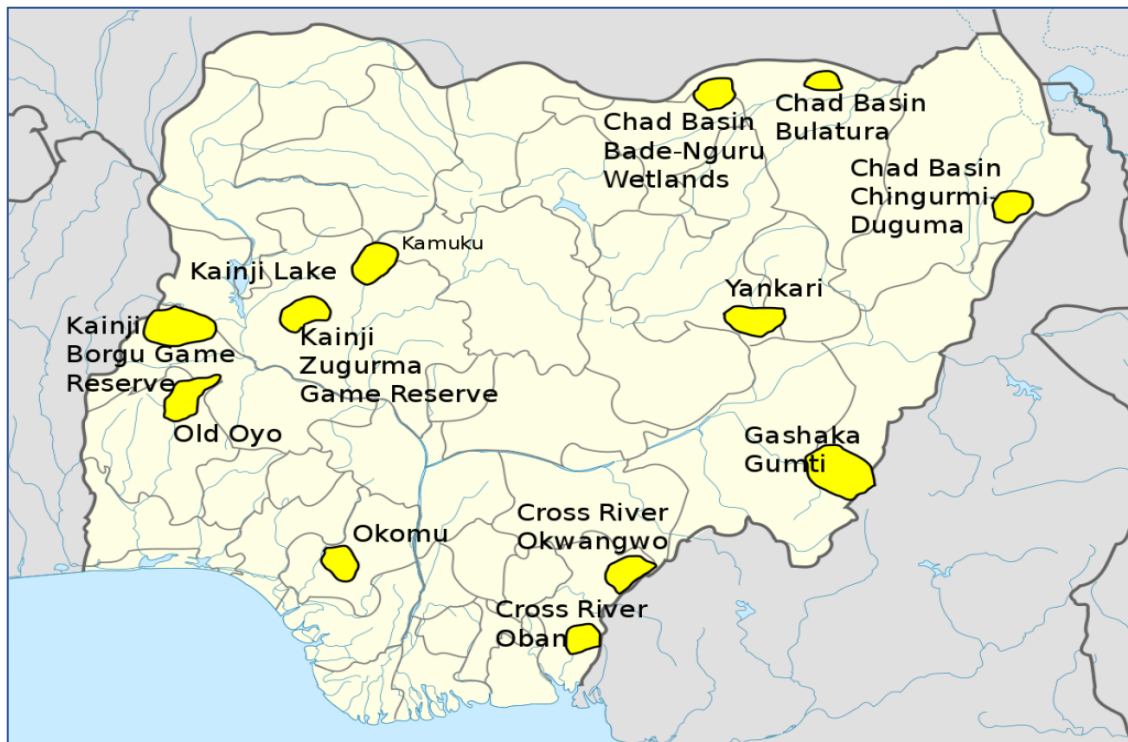 Chad Basin
Bulatura
Chad Basin
Bade-Nguru
Wetlands
Chad Basin
Chingurmi-
Duguma
Kamuku
Kainji Lake
Yankari
Kainji
Borgu Game
Reserve
Kainji
Zugurma
Game Reserve
Old Oyo
Gashaka
Gumti
Cross River
Okwangwo
Okomu
Cross River
Oban